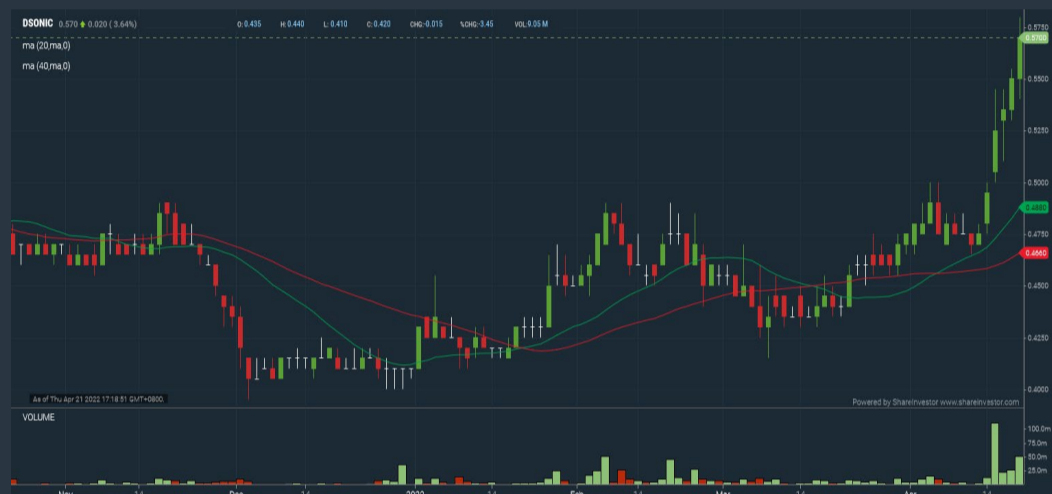 DSONIC 0.570 0.020 ( 3.64%) O: 0.435 H: 0.440 L: 0.410 C: 0.420 CHG:-0.015 %CHG:-3.45 VOL:9.05 M
ma (20,ma,0)
ma (40,ma,0)
0.5750
0.5700
0.5500
0.5250
0.5000
0.4880
0.4750
0.4660
0.4500
0.4250
0.4000
As of Thu Apr 21 2022 17:18:51 GMT+0800.
Powered by ShareInvestor www.shareinvestor.com
VOLUME
100.0m
75.0m
50.0m
25.0m